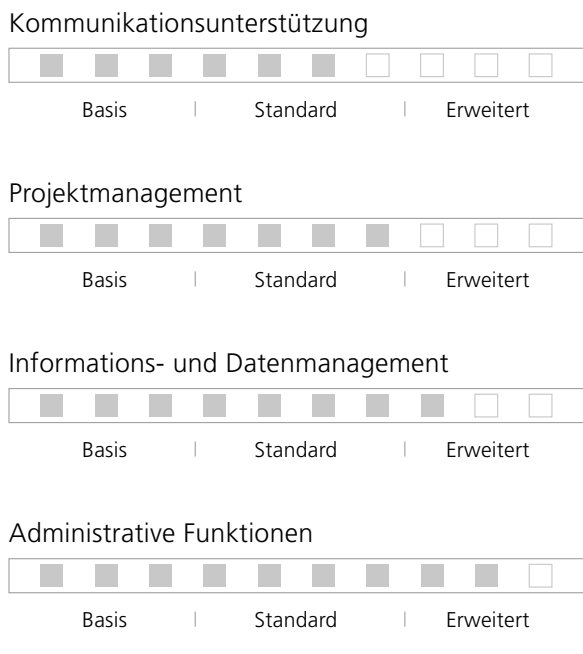 Kommunikationsunterstützung
Basis | Standard | Erweitert
Projektmanagement
Basis | Standard | Erweitert
Informations- und Datenmanagement
Basis | Standard | Erweitert
Administrative Funktionen
Basis | Standard | Erweitert